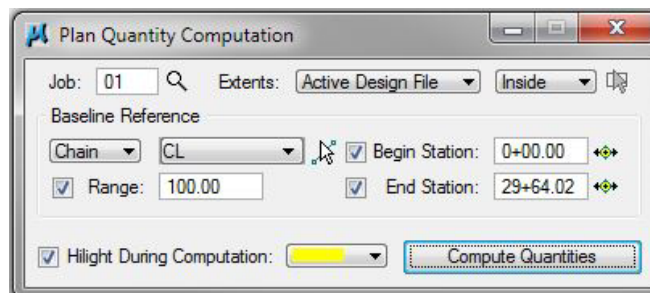 Plan Quantity Computation
Job: 01 Extents: Active Design File Inside
Baseline Reference
Chain CL Begin Station: 0+00.00
Range: 100.00 End Station: 29+64.02
Hilight During Computation: Compute Quantities